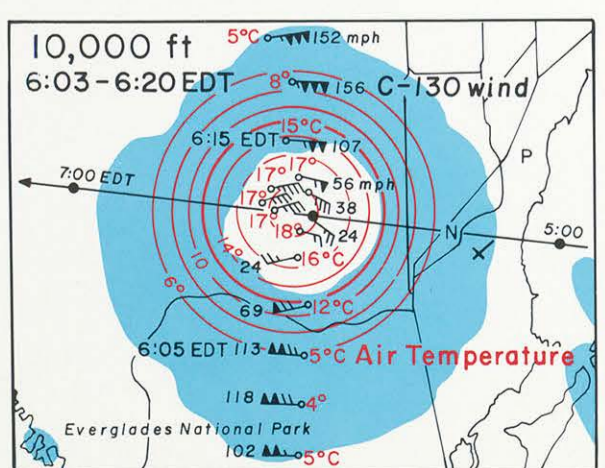 10,000 ft
5°C 152 mph
6:03–6:20 EDT
8° 156 C-130 wind
15°C
6:15 EDT 107
P
17° 17°
7:00 EDT
56 mph
17°
38
17°
N
5:00
18° 24
14°
16°C
10
24
6°
69 12°C
6:05 EDT 113 5°C Air Temperature
118 4°
Everglades National Park
102 5°C